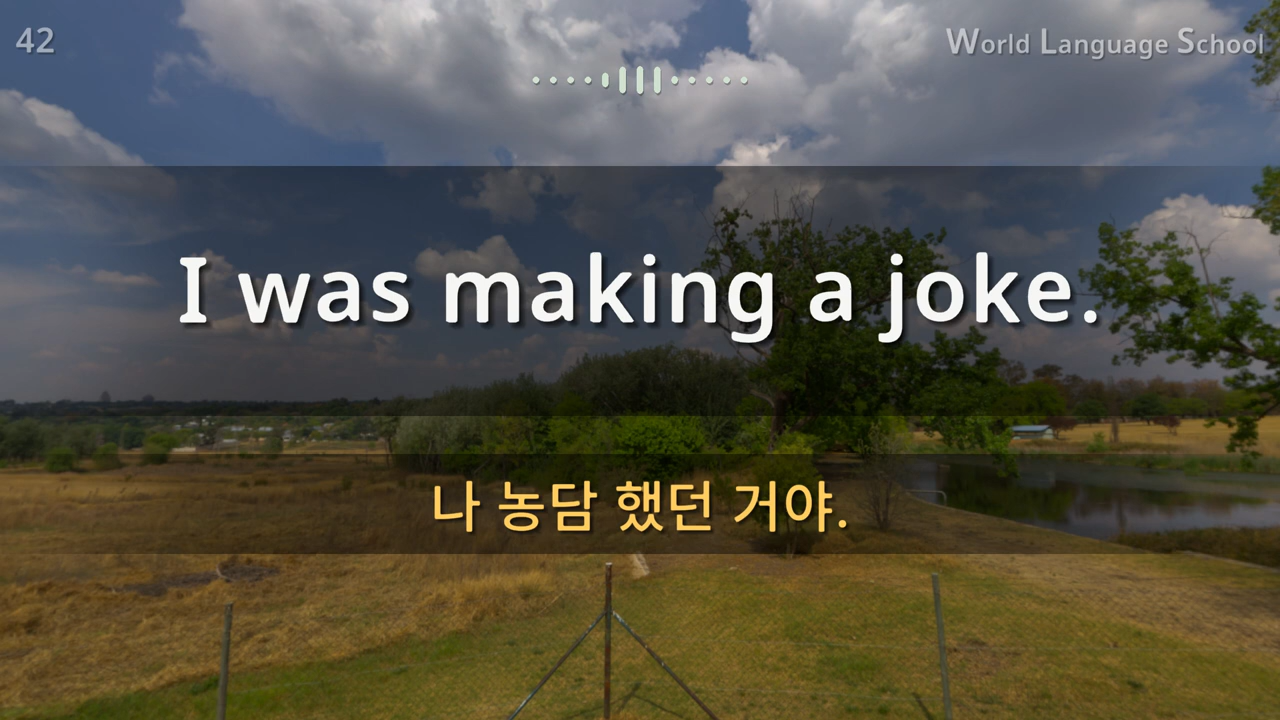 42
World Language School
I was making a joke.
나 농담 했던 거야.